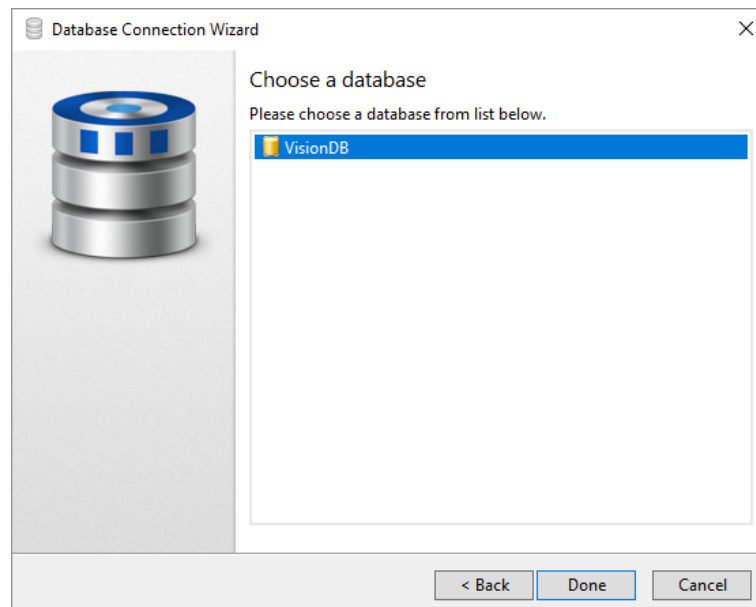 Database Connection Wizard
Choose a database
Please choose a database from list below.
VisionDB
< Back
Done
Cancel